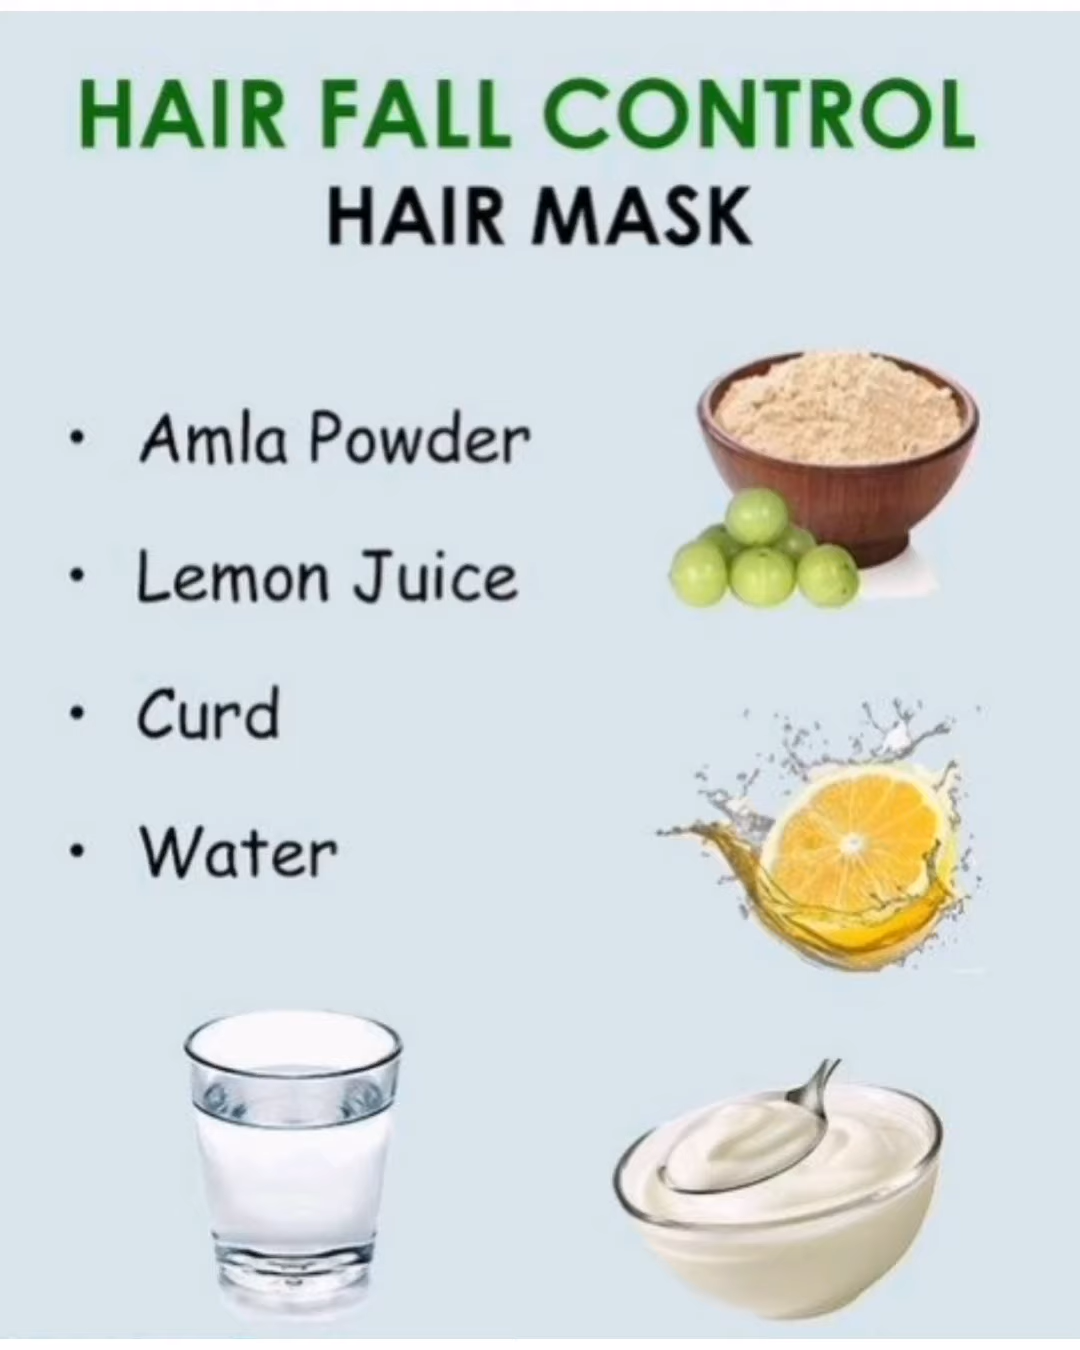 HAIR FALL CONTROL
HAIR MASK
• Amla Powder
• Lemon Juice
• Curd
• Water